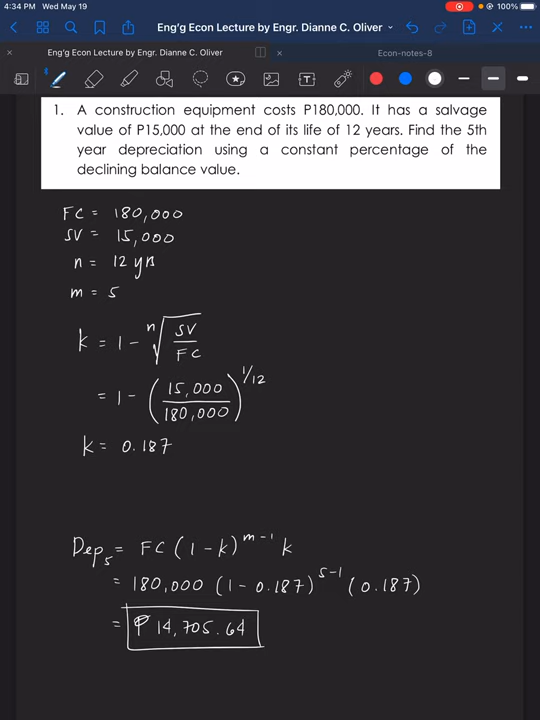 4:34 PM Wed May 19
100%
Eng'g Econ Lecture by Engr. Dianne C. Oliver
Eng'g Econ Lecture by Engr. Dianne C. Oliver
Econ-notes-8
1. A construction equipment costs P180,000. It has a salvage
value of P15,000 at the end of its life of 12 years. Find the 5th
year depreciation using a constant percentage of the
declining balance value.
FC = 180,000
SV = 15,000
n = 12 yrs
m = 5
k = 1 - n√(SV/FC)
= 1 - (15,000/180,000)^1/12
k = 0.187
Dep₅ = FC (1 - k)^m-1 k
= 180,000 (1 - 0.187)^5-1 (0.187)
= ₱ 14,705.64